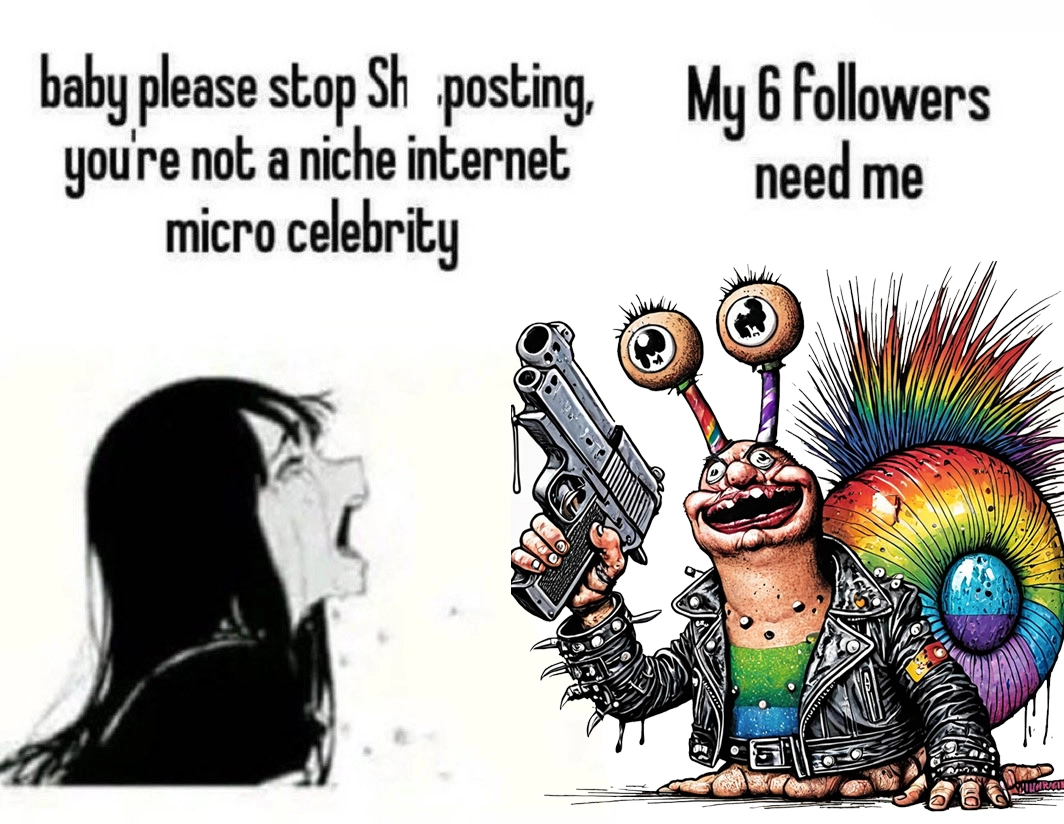 baby please stop Sh  posting,
you're not a niche internet
micro celebrity
My 6 followers
need me